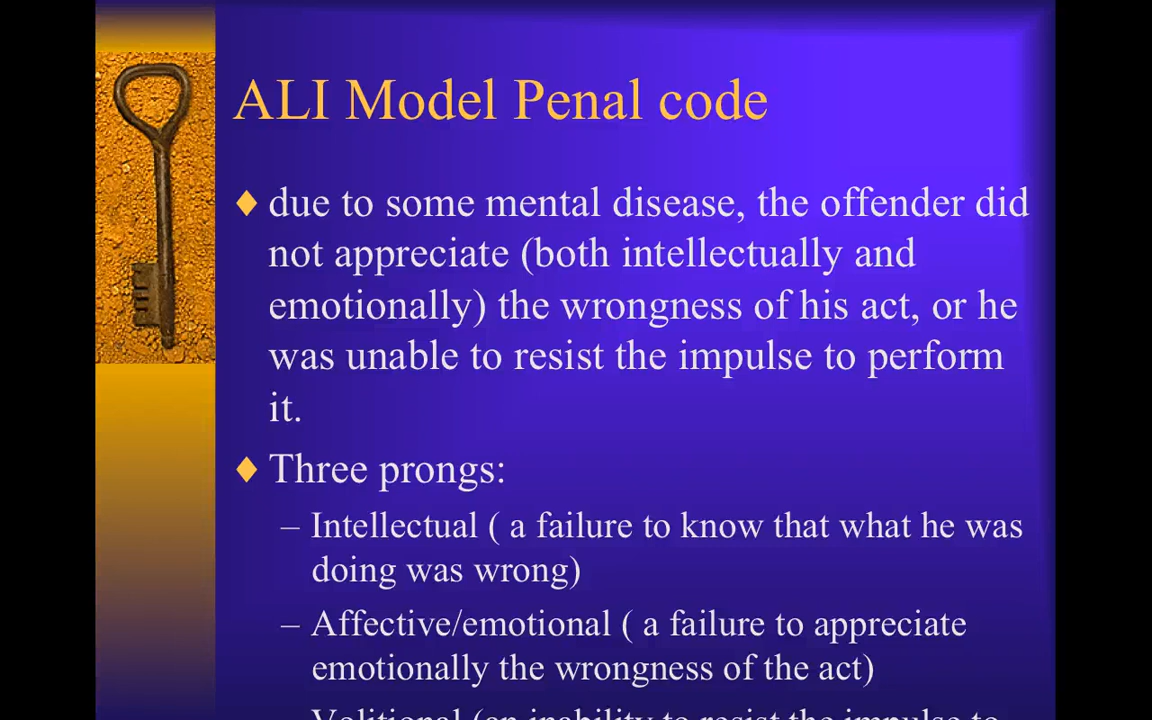 ALI Model Penal code
♦ due to some mental disease, the offender did
not appreciate (both intellectually and
emotionally) the wrongness of his act, or he
was unable to resist the impulse to perform
it.
♦ Three prongs:
– Intellectual ( a failure to know that what he was
doing was wrong)
– Affective/emotional ( a failure to appreciate
emotionally the wrongness of the act)
Volitional (an inability to resist the impulse to